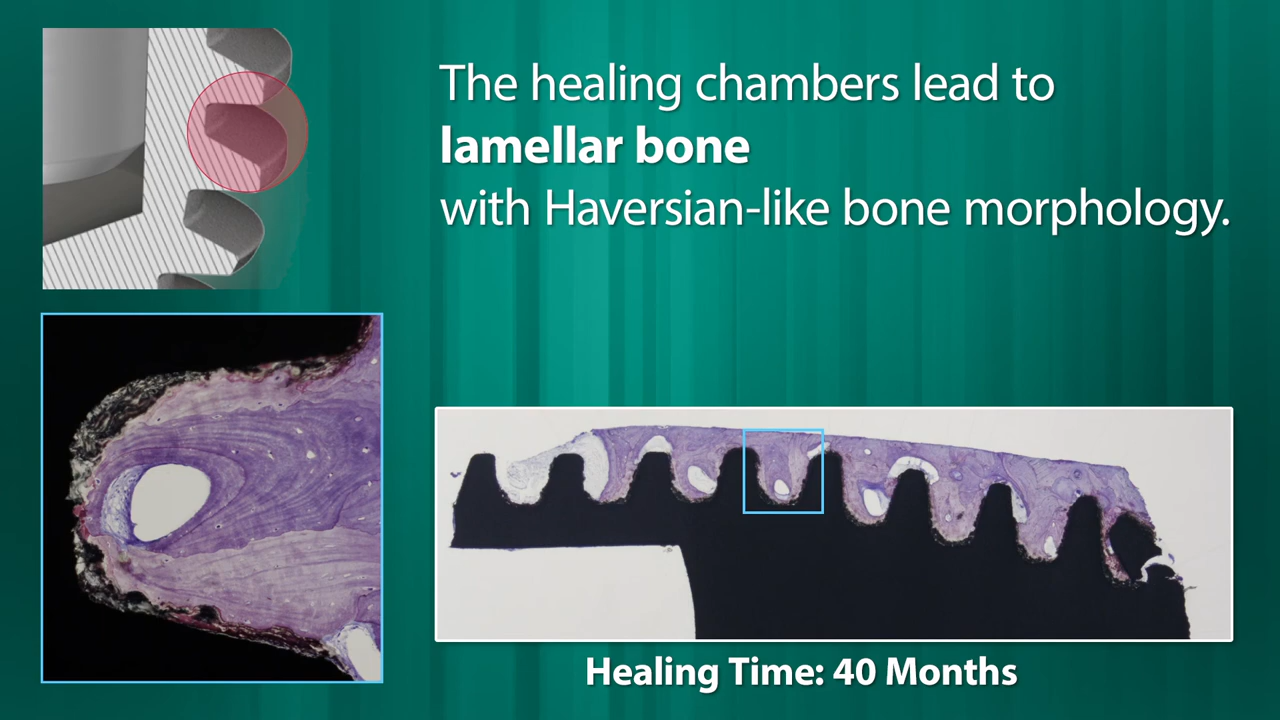 The healing chambers lead to
lamellar bone
with Haversian-like bone morphology.
Healing Time: 40 Months